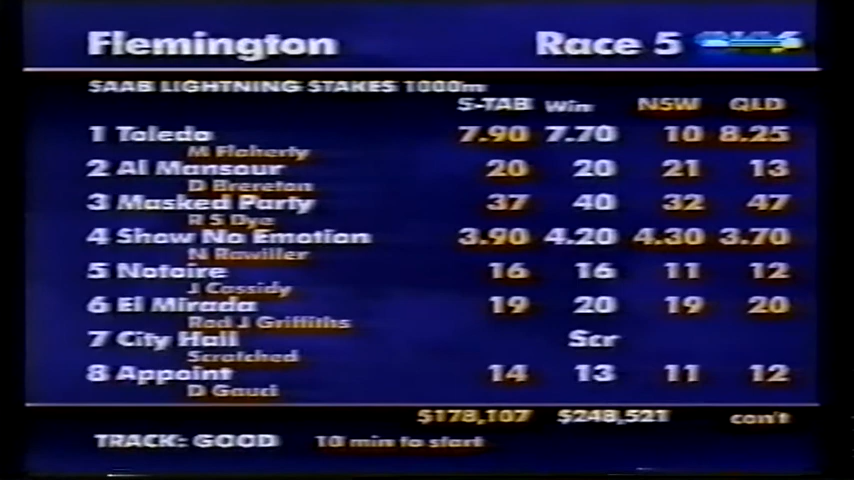 Flemington Race 5
SAAB LIGHTNING STAKES 1000m
S-TAB Win NSW QLD
1 Toledo 7.90 7.70 10 8.25
M Flaherty
2 Al Mansour 20 20 21 13
D Brereton
3 Masked Party 37 40 32 47
R S Dye
4 Show No Emotion 3.90 4.20 4.30 3.70
N Rawiller
5 Notoire 16 16 11 12
J Cassidy
6 El Mirada 19 20 19 20
Rod J Griffiths
7 City Hall Scr
Scratched
8 Appoint 14 13 11 12
D Gauci
$178,107 $248,521 con't
TRACK: GOOD 10 min to start